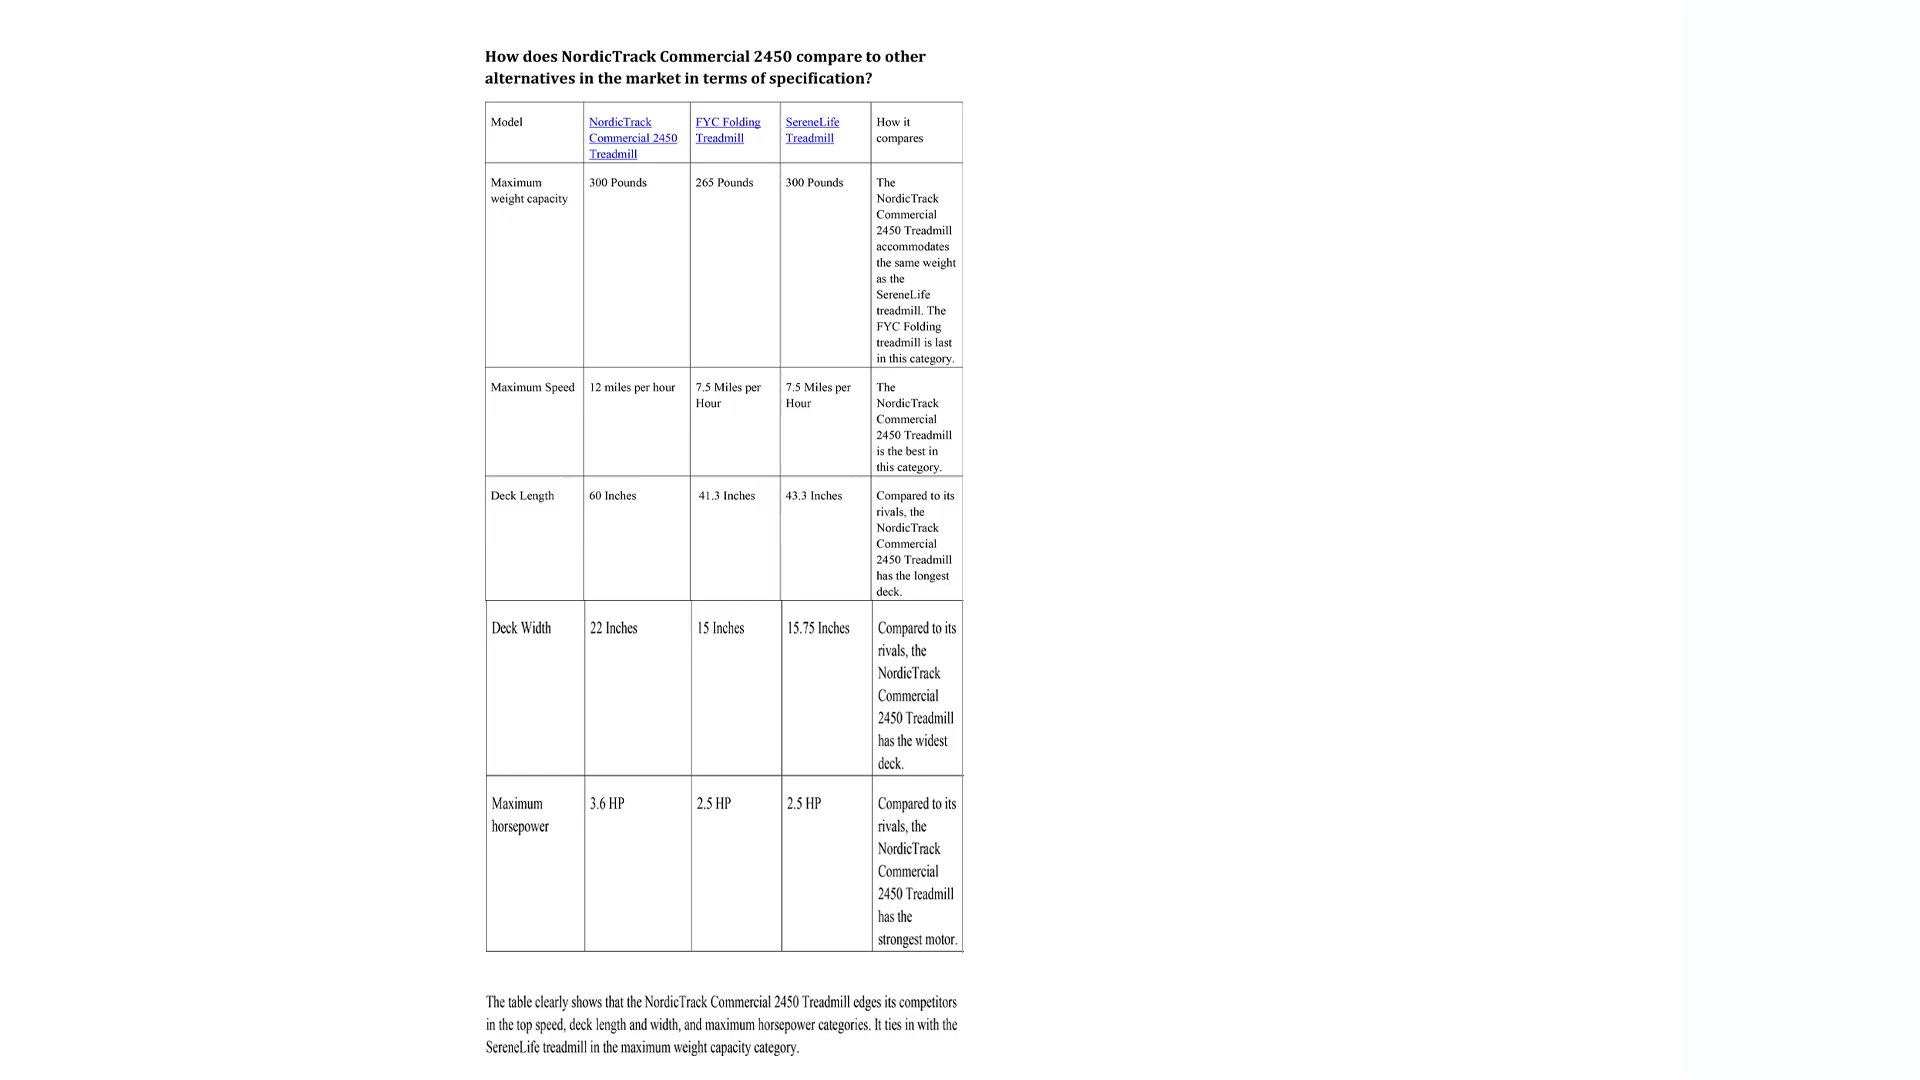 How does NordicTrack Commercial 2450 compare to other
alternatives in the market in terms of specification?
Model
NordicTrack
Commercial 2450
Treadmill
FYC Folding
Treadmill
SereneLife
Treadmill
How it
compares
Maximum
weight capacity
300 Pounds
265 Pounds
300 Pounds
The
NordicTrack
Commercial
2450 Treadmill
accommodates
the same weight
as the
SereneLife
treadmill. The
FYC Folding
treadmill is last
in this category.
Maximum Speed
12 miles per hour
7.5 Miles per
Hour
7.5 Miles per
Hour
The
NordicTrack
Commercial
2450 Treadmill
is the best in
this category.
Deck Length
60 Inches
41.3 Inches
43.3 Inches
Compared to its
rivals, the
NordicTrack
Commercial
2450 Treadmill
has the longest
deck.
Deck Width
22 Inches
15 Inches
15.75 Inches
Compared to its
rivals, the
NordicTrack
Commercial
2450 Treadmill
has the widest
deck.
Maximum
horsepower
3.6 HP
2.5 HP
2.5 HP
Compared to its
rivals, the
NordicTrack
Commercial
2450 Treadmill
has the
strongest motor.
The table clearly shows that the NordicTrack Commercial 2450 Treadmill edges its competitors
in the top speed, deck length and width, and maximum horsepower categories. It ties in with the
SereneLife treadmill in the maximum weight capacity category.